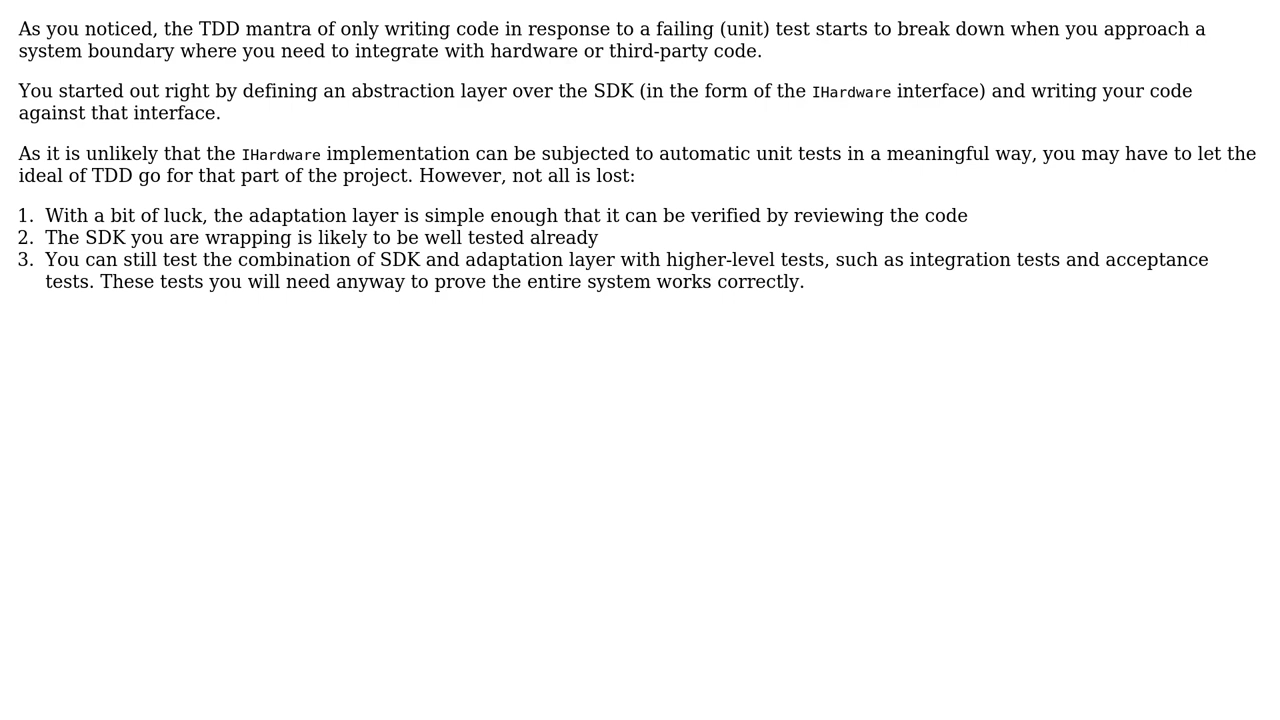 As you noticed, the TDD mantra of only writing code in response to a failing (unit) test starts to break down when you approach a
system boundary where you need to integrate with hardware or third-party code.
You started out right by defining an abstraction layer over the SDK (in the form of the IHardware interface) and writing your code
against that interface.
As it is unlikely that the IHardware implementation can be subjected to automatic unit tests in a meaningful way, you may have to let the
ideal of TDD go for that part of the project. However, not all is lost:
1. With a bit of luck, the adaptation layer is simple enough that it can be verified by reviewing the code
2. The SDK you are wrapping is likely to be well tested already
3. You can still test the combination of SDK and adaptation layer with higher-level tests, such as integration tests and acceptance
tests. These tests you will need anyway to prove the entire system works correctly.